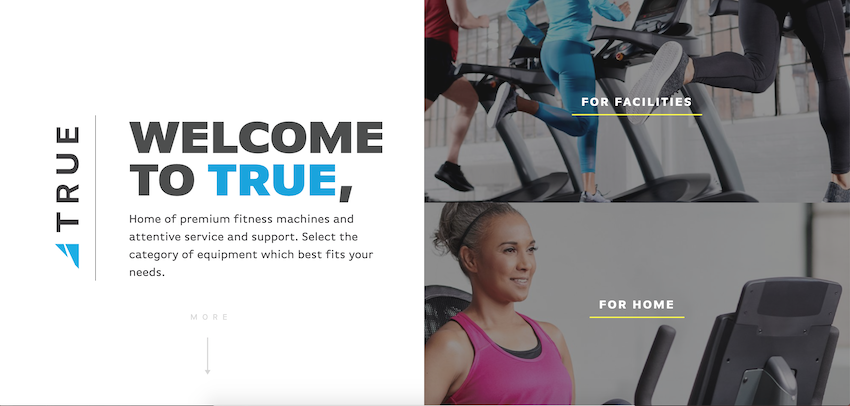 TRUE
WELCOME
TO TRUE,
Home of premium fitness machines and
attentive service and support. Select the
category of equipment which best fits your
needs.
MORE
FOR FACILITIES
FOR HOME